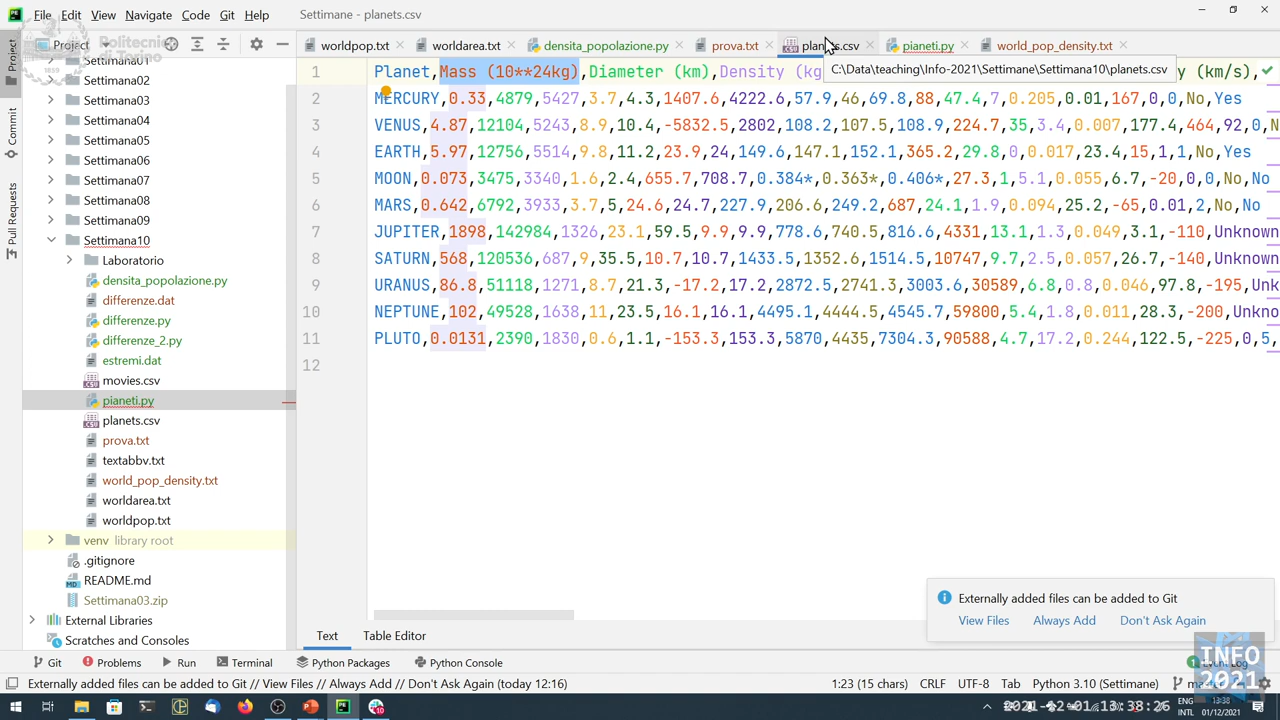 File Edit View Navigate Code Git Help Settimane - planets.csv
Project
Politecnico
di Torino
1859
worldpop.txt worldarea.txt densita_popolazione.py prova.txt planets.csv pianeti.py world_pop_density.txt
C:\Data\teaching\Info-2021\Settimane\Settimana10\planets.csv
Project
Commit
Pull Requests
Settimana01
Settimana02
Settimana03
Settimana04
Settimana05
Settimana06
Settimana07
Settimana08
Settimana09
Settimana10
Laboratorio
densita_popolazione.py
differenze.dat
differenze.py
differenze_2.py
estremi.dat
movies.csv
pianeti.py
planets.csv
prova.txt
textabbv.txt
world_pop_density.txt
worldarea.txt
worldpop.txt
venv library root
.gitignore
README.md
Settimana03.zip
External Libraries
Scratches and Consoles
1 Planet,Mass (10**24kg),Diameter (km),Density (kg y (km/s),
2 MERCURY,0.33,4879,5427,3.7,4.3,1407.6,4222.6,57.9,46,69.8,88,47.4,7,0.205,0.01,167,0,0,No,Yes
3 VENUS,4.87,12104,5243,8.9,10.4,-5832.5,2802,108.2,107.5,108.9,224.7,35,3.4,0.007,177.4,464,92,0,N
4 EARTH,5.97,12756,5514,9.8,11.2,23.9,24,149.6,147.1,152.1,365.2,29.8,0,0.017,23.4,15,1,1,No,Yes
5 MOON,0.073,3475,3340,1.6,2.4,655.7,708.7,0.384*,0.363*,0.406*,27.3,1,5.1,0.055,6.7,-20,0,0,No,No
6 MARS,0.642,6792,3933,3.7,5,24.6,24.7,227.9,206.6,249.2,687,24.1,1.9,0.094,25.2,-65,0.01,2,No,No
7 JUPITER,1898,142984,1326,23.1,59.5,9.9,9.9,778.6,740.5,816.6,4331,13.1,1.3,0.049,3.1,-110,Unknown
8 SATURN,568,120536,687,9,35.5,10.7,10.7,1433.5,1352.6,1514.5,10747,9.7,2.5,0.057,26.7,-140,Unknown
9 URANUS,86.8,51118,1271,8.7,21.3,-17.2,17.2,2872.5,2741.3,3003.6,30589,6.8,0.8,0.046,97.8,-195,Unk
10 NEPTUNE,102,49528,1638,11,23.5,16.1,16.1,4495.1,4444.5,4545.7,59800,5.4,1.8,0.011,28.3,-200,Unkno
11 PLUTO,0.0131,2390,1830,0.6,1.1,-153.3,153.3,5870,4435,7304.3,90588,4.7,17.2,0.244,122.5,-225,0,5,
12
Externally added files can be added to Git
View Files Always Add Don't Ask Again
Text Table Editor
Git Problems Run Terminal Python Packages Python Console
INFO
2021
Externally added files can be added to Git // View Files // Always Add // Don't Ask Again (today 12:16) 1:23 (15 chars) CRLF UTF-8 Tab Python 3.10 (Settimane)
ENG
INTL
13:38
01/12/2021